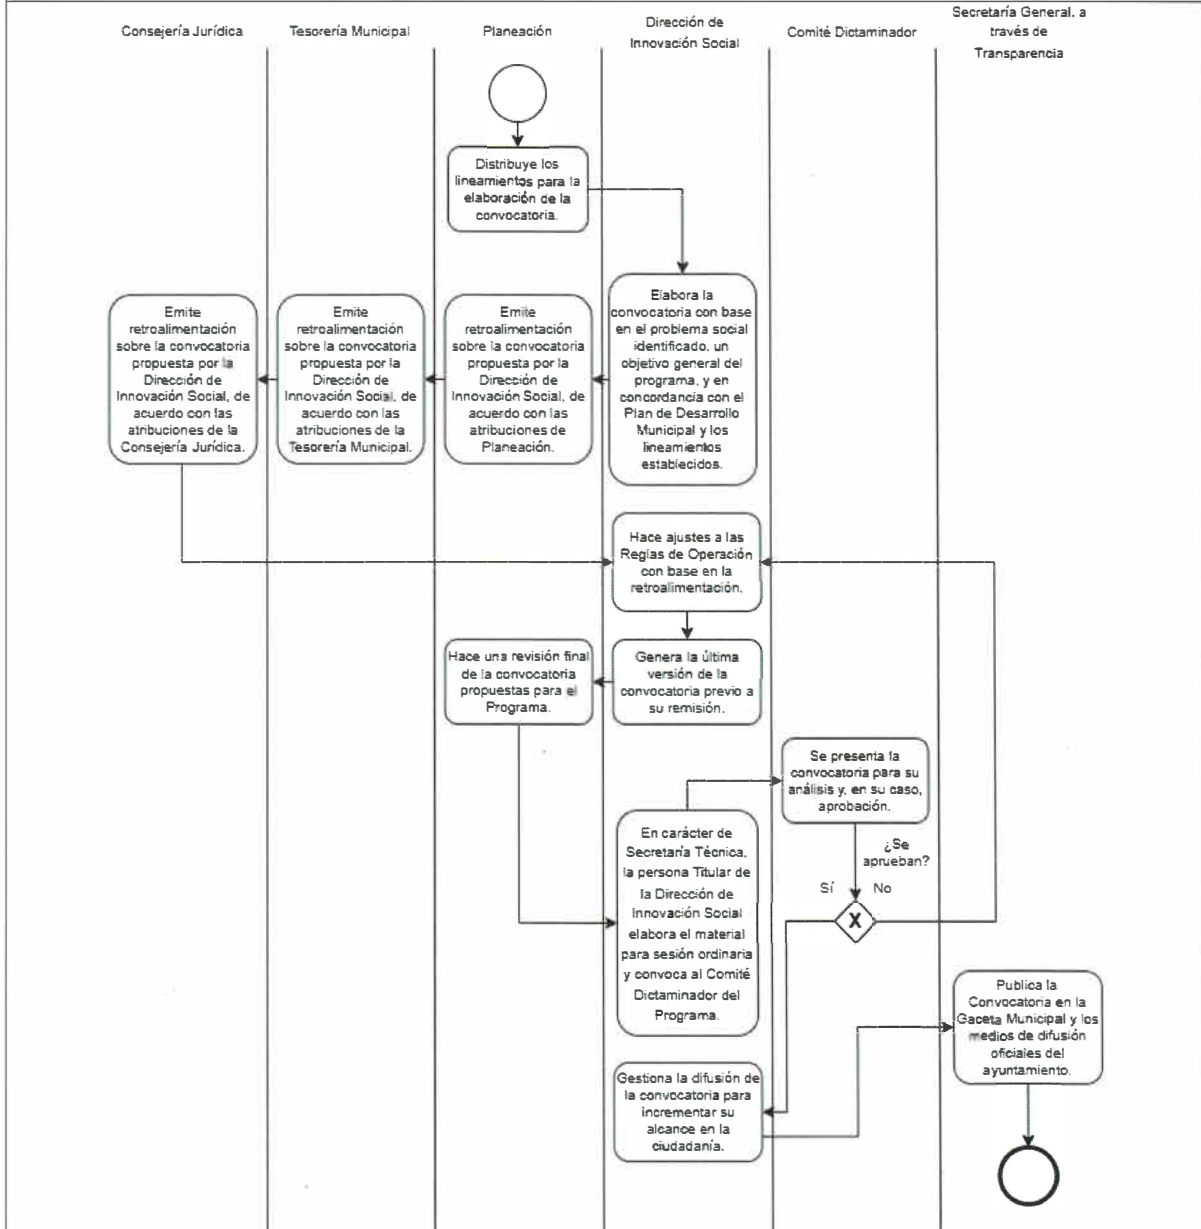 Consejería Jurídica
Tesorería Municipal
Planeación
Dirección de
Innovación Social
Comité Dictaminador
Secretaría General, a
través de
Transparencia
Distribuye los
lineamientos para la
elaboración de la
convocatoria.
Emite
retroalimentación
sobre la convocatoria
propuesta por la
Dirección de
Innovación Social, de
acuerdo con las
atribuciones de la
Consejería Jurídica.
Emite
retroalimentación
sobre la convocatoria
propuesta por la
Dirección de
Innovación Social, de
acuerdo con las
atribuciones de la
Tesorería Municipal.
Emite
retroalimentación
sobre la convocatoria
propuesta por la
Dirección de
Innovación Social, de
acuerdo con las
atribuciones de
Planeación.
Elabora la
convocatoria con base
en el problema social
identificado, un
objetivo general del
programa, y en
concordancia con el
Plan de Desarrollo
Municipal y los
lineamientos
establecidos.
Hace ajustes a las
Reglas de Operación
con base en la
retroalimentación.
Hace una revisión final
de la convocatoria
propuestas para el
Programa.
Genera la última
versión de la
convocatoria previo a
su remisión.
Se presenta la
convocatoria para su
análisis y, en su caso,
aprobación.
¿Se
aprueban?
Sí
No
X
En carácter de
Secretaría Técnica,
la persona Titular de
la Dirección de
Innovación Social
elabora el material
para sesión ordinaria
y convoca al Comité
Dictaminador del
Programa.
Publica la
Convocatoria en la
Gaceta Municipal y los
medios de difusión
oficiales del
ayuntamiento.
Gestiona la difusión de
la convocatoria para
incrementar su
alcance en la
ciudadanía.